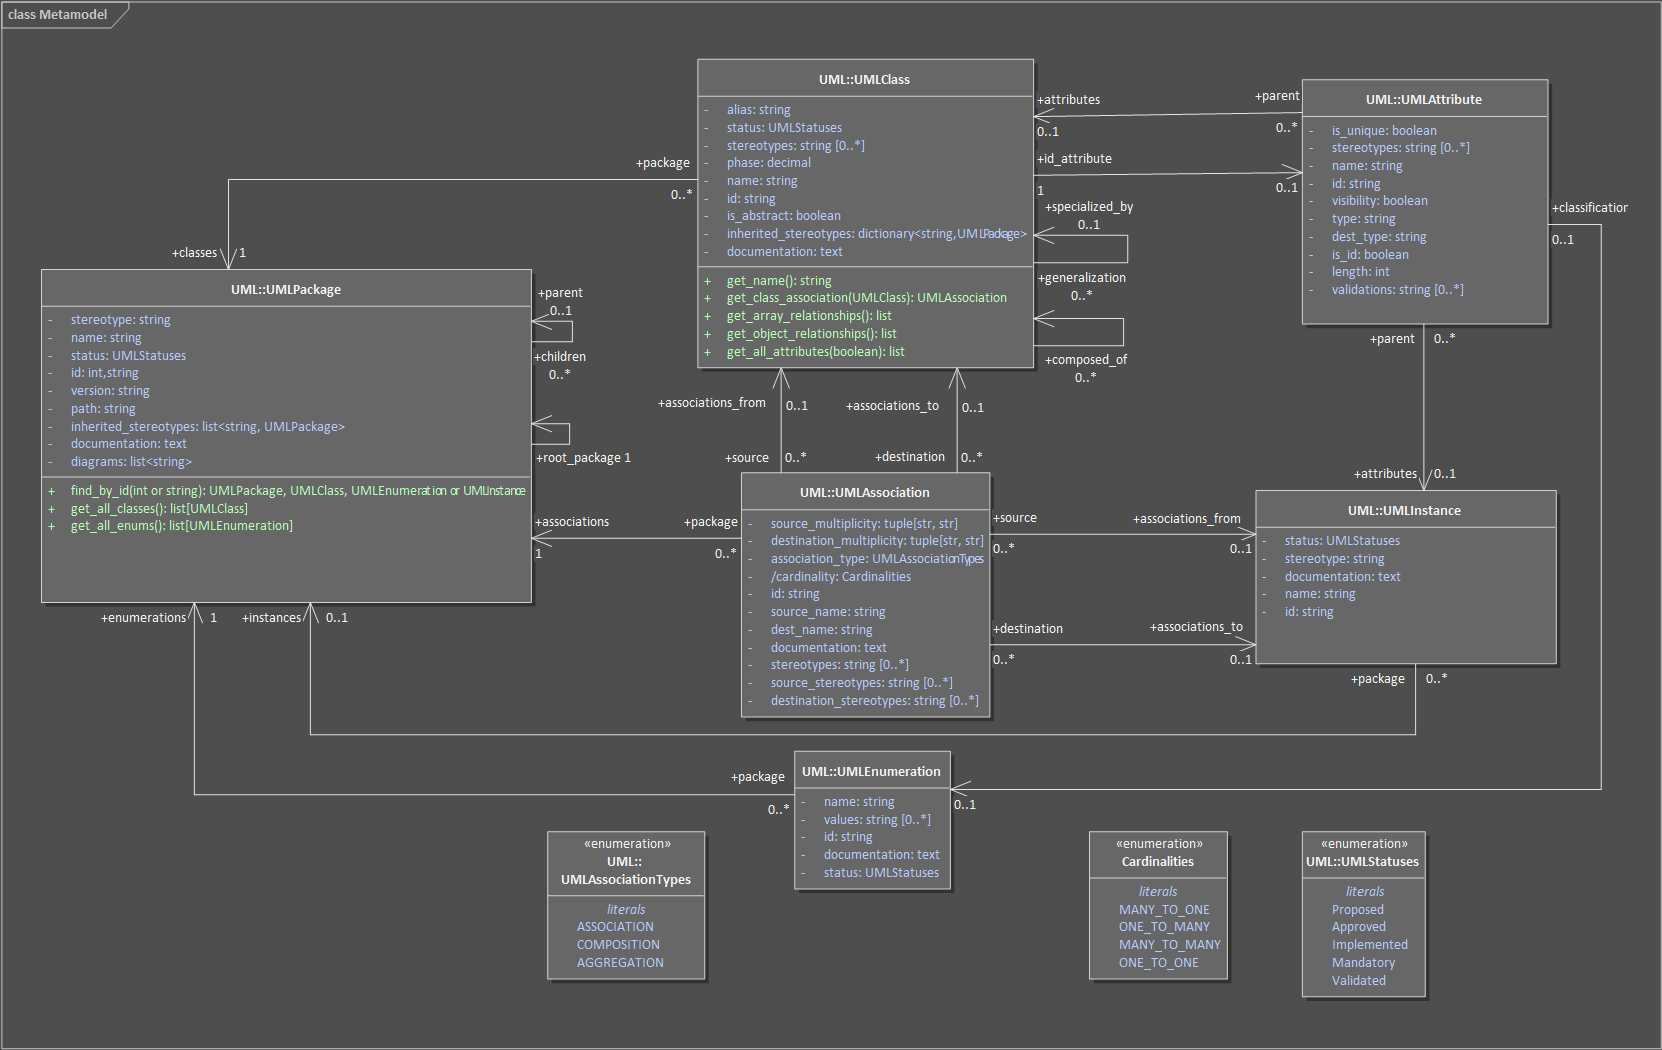 class Metamodel
UML::UMLClass
- alias: string
- status: UMLStatuses
- stereotypes: string [0..*]
- phase: decimal
- name: string
- id: string
- is_abstract: boolean
- inherited_stereotypes: dictionary<string,UMLPackage>
- documentation: text
+ get_name(): string
+ get_class_association(UMLClass): UMLAssociation
+ get_array_relationships(): list
+ get_object_relationships(): list
+ get_all_attributes(boolean): list
+attributes
0..1
+parent
0..*
+id_attribute
1
0..1
+specialized_by
0..1
+generalization
0..*
+composed_of
0..*
UML::UMLAttribute
- is_unique: boolean
- stereotypes: string [0..*]
- name: string
- id: string
- visibility: boolean
- type: string
- dest_type: string
- is_id: boolean
- length: int
- validations: string [0..*]
+classification
0..1
+parent 0..*
+attributes 0..1
+package
0..*
+classes 1
UML::UMLPackage
- stereotype: string
- name: string
- status: UMLStatuses
- id: int,string
- version: string
- path: string
- inherited_stereotypes: list<string, UMLPackage>
- documentation: text
- diagrams: list<string>
+ find_by_id(int or string): UMLPackage, UMLClass, UMLEnumeration or UMLInstance
+ get_all_classes(): list[UMLClass]
+ get_all_enums(): list[UMLEnumeration]
+parent
0..1
+children
0..*
+root_package 1
+associations
1
+package
0..*
+enumerations 1
+instances 0..1
+associations_from 0..1
+associations_to 0..1
+source 0..*
+destination 0..*
UML::UMLAssociation
- source_multiplicity: tuple[str, str]
- destination_multiplicity: tuple[str, str]
- association_type: UMLAssociationTypes
- /cardinality: Cardinalities
- id: string
- source_name: string
- dest_name: string
- documentation: text
- stereotypes: string [0..*]
- source_stereotypes: string [0..*]
- destination_stereotypes: string [0..*]
+source
0..*
+associations_from
0..1
+destination
0..*
+associations_to
0..1
UML::UMLInstance
- status: UMLStatuses
- stereotype: string
- documentation: text
- name: string
- id: string
+package 0..*
+package
0..*
UML::UMLEnumeration
- name: string
- values: string [0..*]
- id: string
- documentation: text
- status: UMLStatuses
0..1
«enumeration»
UML::
UMLAssociationTypes
literals
ASSOCIATION
COMPOSITION
AGGREGATION
«enumeration»
Cardinalities
literals
MANY_TO_ONE
ONE_TO_MANY
MANY_TO_MANY
ONE_TO_ONE
«enumeration»
UML::UMLStatuses
literals
Proposed
Approved
Implemented
Mandatory
Validated